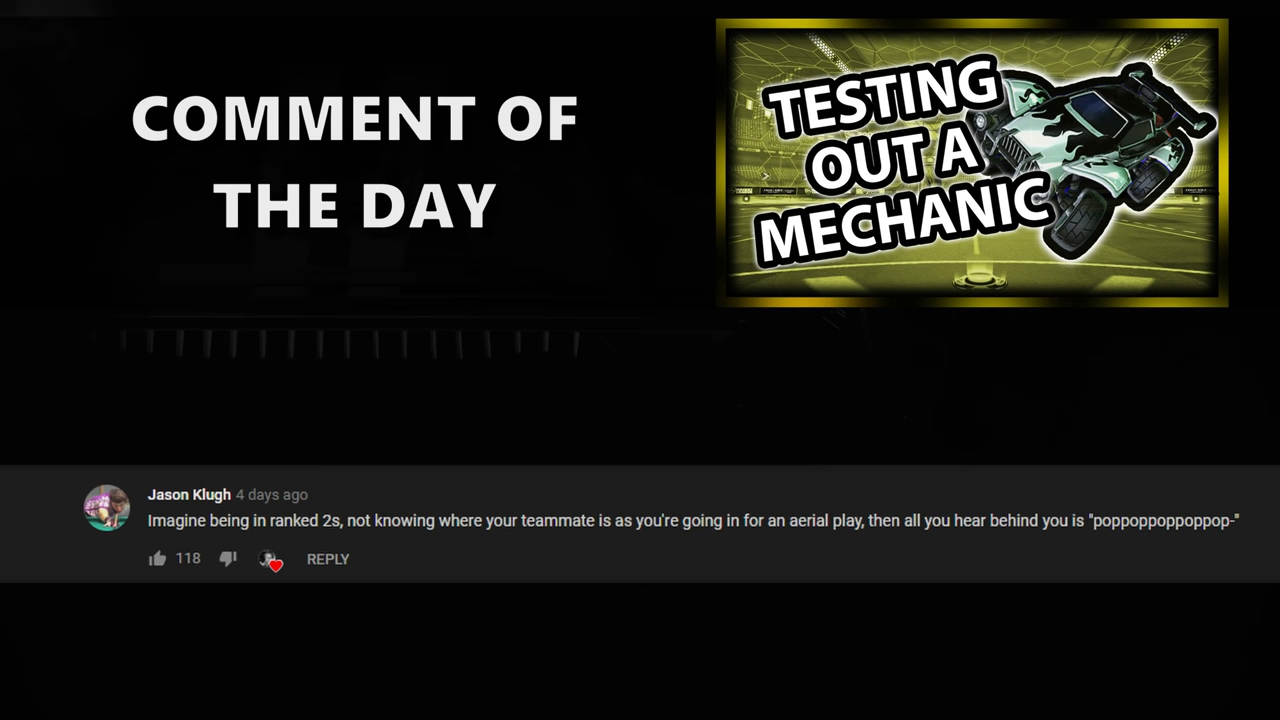 COMMENT OF
THE DAY
TESTING
OUT A
MECHANIC
Jason Klugh 4 days ago
Imagine being in ranked 2s, not knowing where your teammate is as you're going in for an aerial play, then all you hear behind you is "poppoppoppoppop-"
118
REPLY